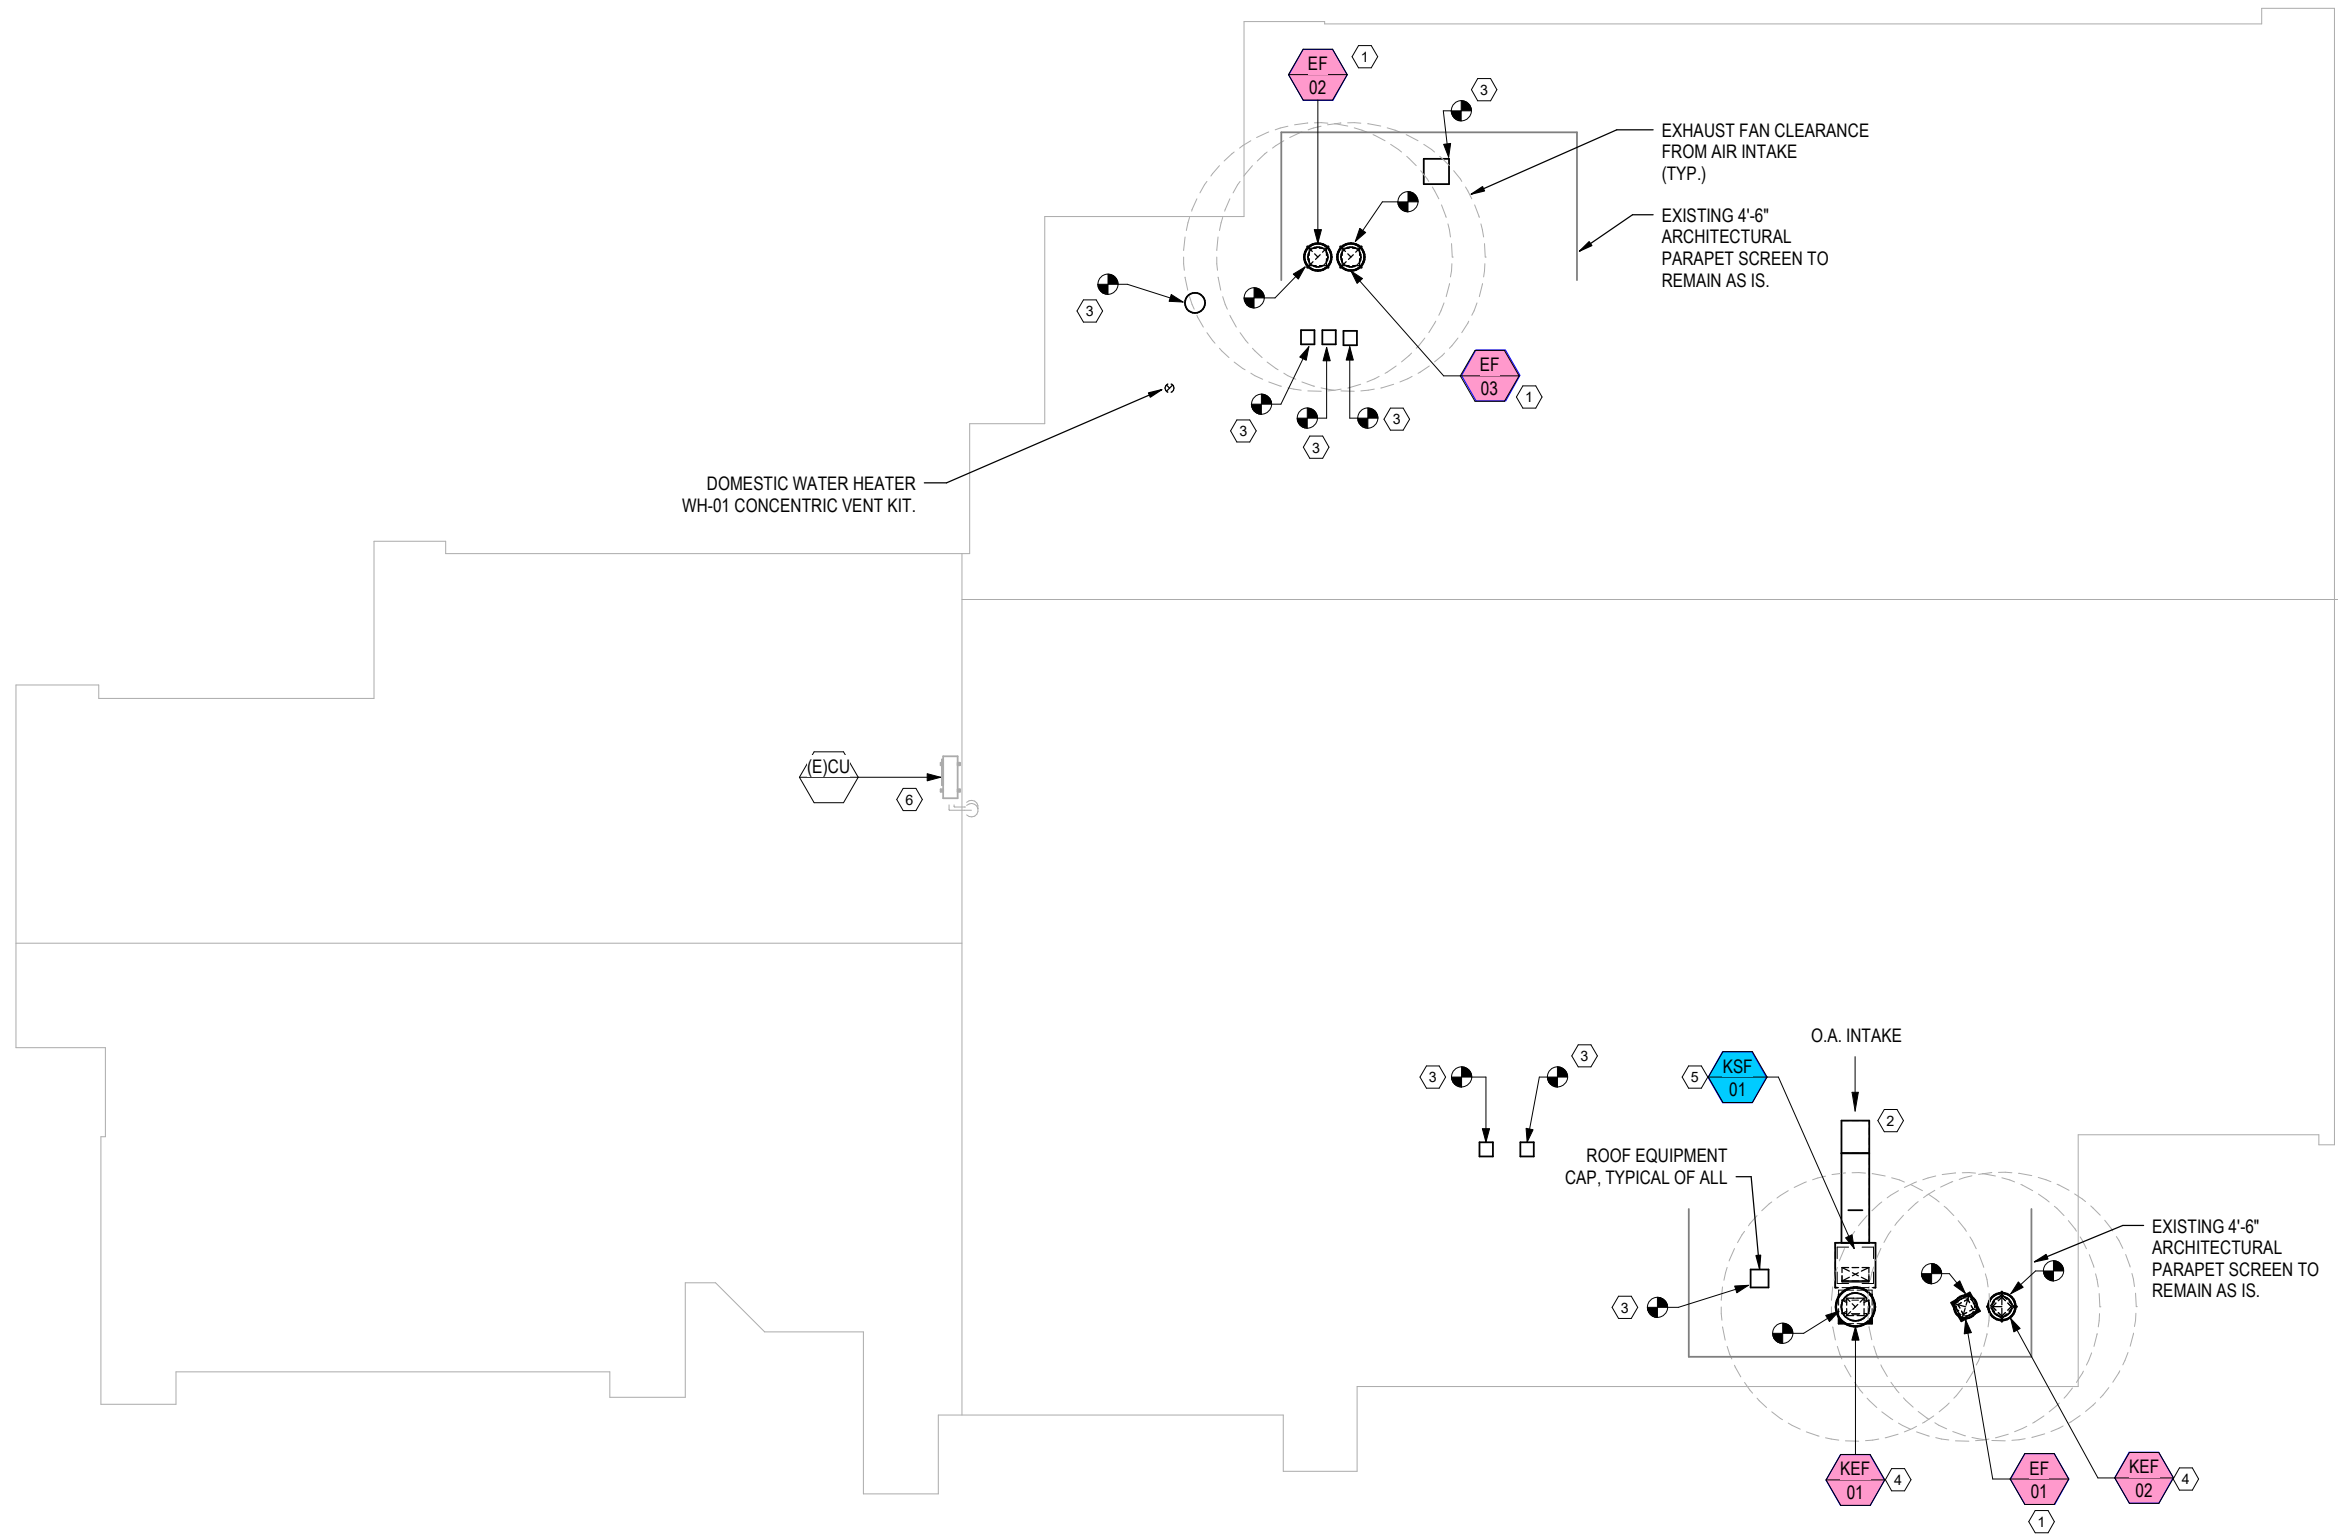 EF
02
1
3
EXHAUST FAN CLEARANCE
FROM AIR INTAKE
(TYP.)
EXISTING 4'-6"
ARCHITECTURAL
PARAPET SCREEN TO
REMAIN AS IS.
3
EF
03
1
3
3
3
DOMESTIC WATER HEATER
WH-01 CONCENTRIC VENT KIT.
(E)CU
6
O.A. INTAKE
3
3
5
KSF
01
2
ROOF EQUIPMENT
CAP, TYPICAL OF ALL
EXISTING 4'-6"
ARCHITECTURAL
PARAPET SCREEN TO
REMAIN AS IS.
3
KEF
01
4
EF
01
1
KEF
02
4